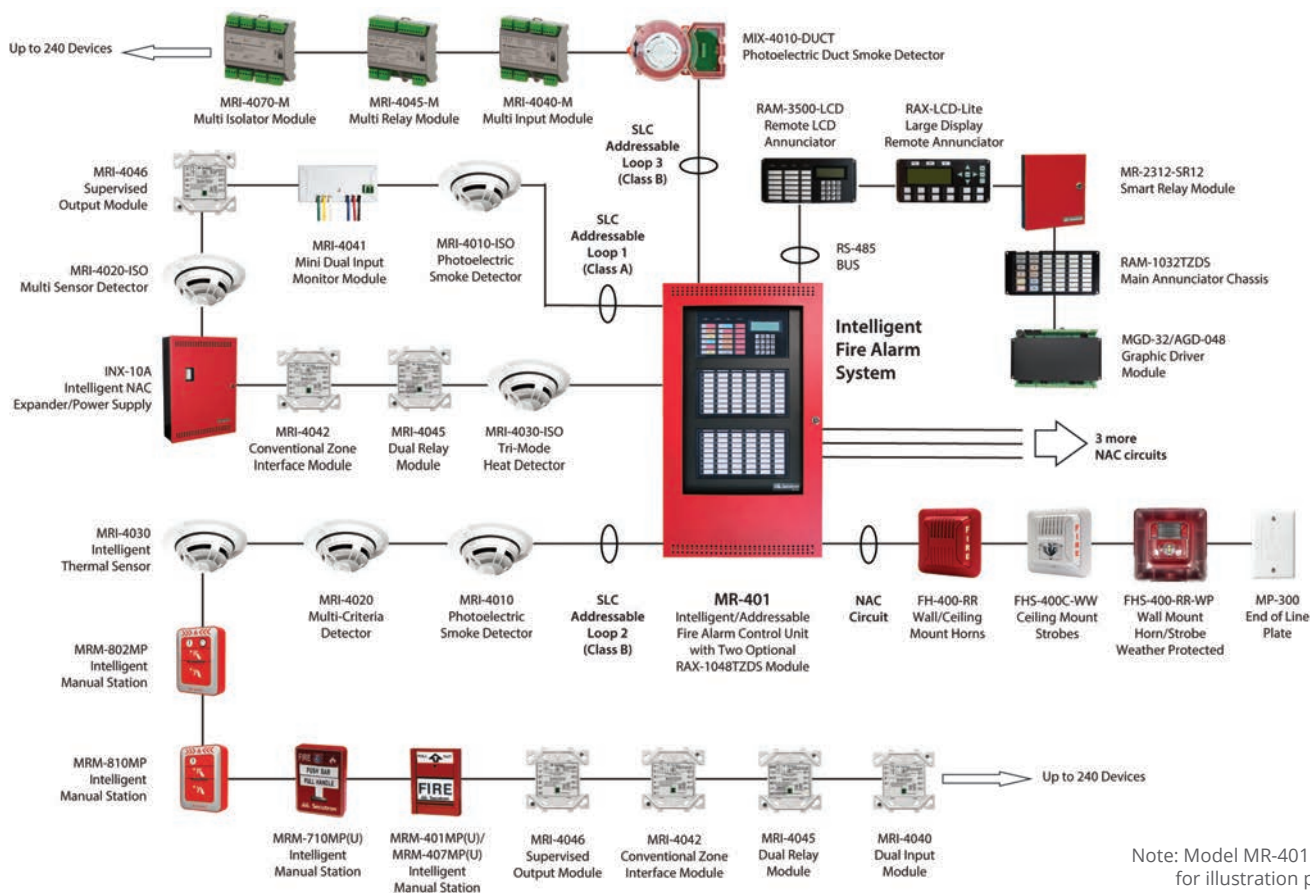 Up to 240 Devices
MRI-4070-M
Multi Isolator Module
MRI-4045-M
Multi Relay Module
MRI-4040-M
Multi Input Module
MIX-4010-DUCT
Photoelectric Duct Smoke Detector
SLC
Addressable
Loop 3
(Class B)
RAM-3500-LCD
Remote LCD
Annunciator
RAX-LCD-Lite
Large Display
Remote Annunciator
MR-2312-SR12
Smart Relay Module
RS-485
BUS
RAM-1032TZDS
Main Annunciator Chassis
MGD-32/AGD-048
Graphic Driver
Module
MRI-4046
Supervised
Output Module
MRI-4041
Mini Dual Input
Monitor Module
MRI-4010-ISO
Photoelectric
Smoke Detector
SLC
Addressable
Loop 1
(Class A)
MRI-4020-ISO
Multi Sensor Detector
INX-10A
Intelligent NAC
Expander/Power Supply
MRI-4042
Conventional Zone
Interface Module
MRI-4045
Dual Relay
Module
MRI-4030-ISO
Tri-Mode
Heat Detector
Intelligent
Fire Alarm
System
3 more
NAC circuits
MRI-4030
Intelligent
Thermal Sensor
MRI-4020
Multi-Criteria
Detector
MRI-4010
Photoelectric
Smoke Detector
SLC
Addressable
Loop 2
(Class B)
MR-401
Intelligent/Addressable
Fire Alarm Control Unit
with Two Optional
RAX-1048TZDS Module
NAC
Circuit
FH-400-RR
Wall/Ceiling
Mount Horns
FHS-400C-WW
Ceiling Mount
Strobes
FHS-400-RR-WP
Wall Mount
Horn/Strobe
Weather Protected
MP-300
End of Line
Plate
FIRE
FIRE
MRM-802MP
Intelligent
Manual Station
MRM-810MP
Intelligent
Manual Station
FIRE
PUSH BAR
PULL HANDLE
Secutron
MRM-710MP(U)
Intelligent
Manual Station
FIRE
Secutron
MRM-401MP(U)/
MRM-407MP(U)
Intelligent
Manual Station
MRI-4046
Supervised
Output Module
MRI-4042
Conventional Zone
Interface Module
MRI-4045
Dual Relay
Module
MRI-4040
Dual Input
Module
Up to 240 Devices
Note: Model MR-401
for illustration p